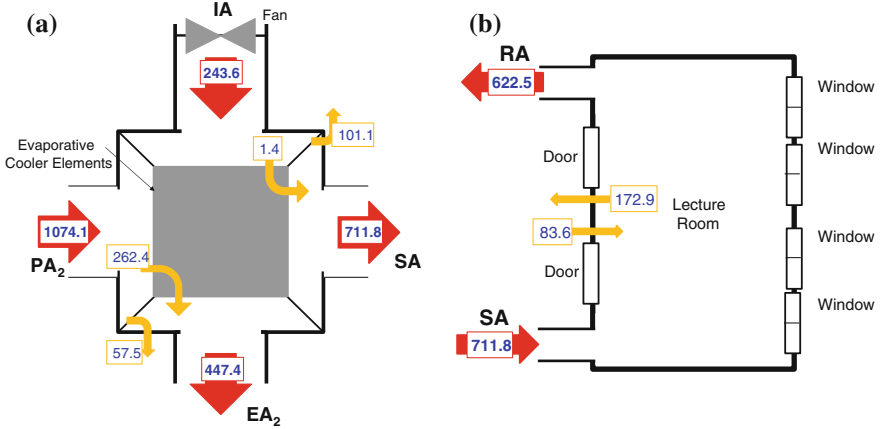 (a)
IA
Fan
243.6
Evaporative
Cooler Elements
1.4
101.1
1074.1
PA2
262.4
711.8
SA
57.5
447.4
EA2
(b)
RA
622.5
Window
Door
Window
172.9
Lecture
Room
83.6
Window
Door
Window
SA
711.8